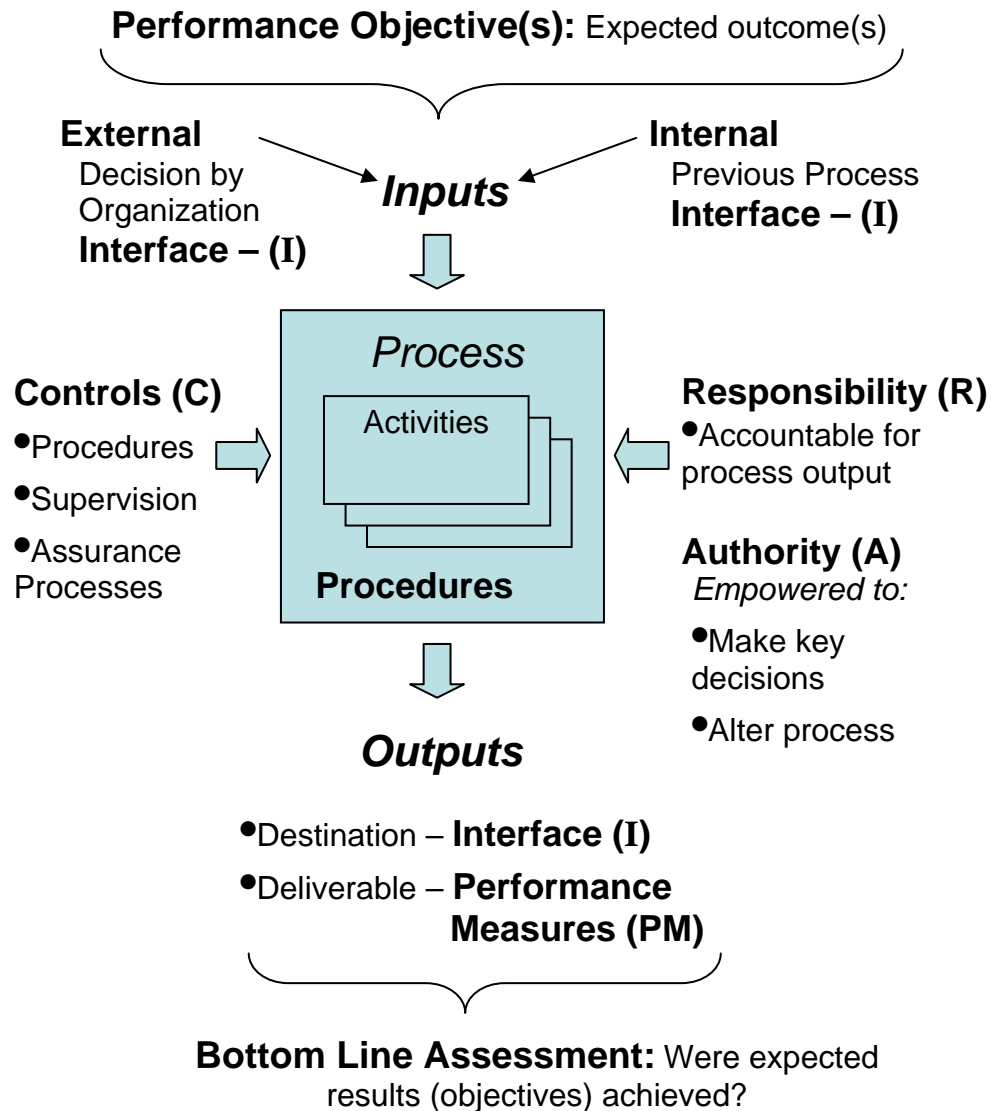 Performance Objective(s): Expected outcome(s)
External
Decision by
Organization
Interface – (I)
Inputs
Internal
Previous Process
Interface – (I)
Process
Activities
Procedures
Controls (C)
•Procedures
•Supervision
•Assurance
Processes
Responsibility (R)
•Accountable for
process output
Authority (A)
Empowered to:
•Make key
decisions
•Alter process
Outputs
•Destination – Interface (I)
•Deliverable – Performance
Measures (PM)
Bottom Line Assessment: Were expected
results (objectives) achieved?